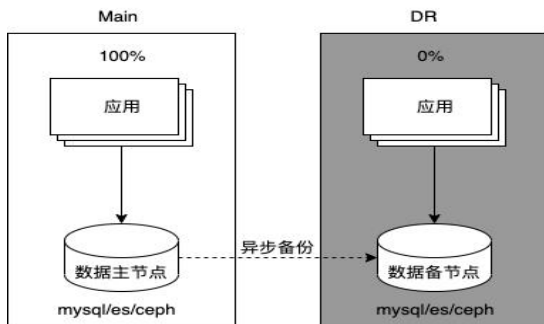 Main
DR
100%
0%
应用
应用
异步备份
数据主节点
数据备节点
mysql/es/ceph
mysql/es/ceph